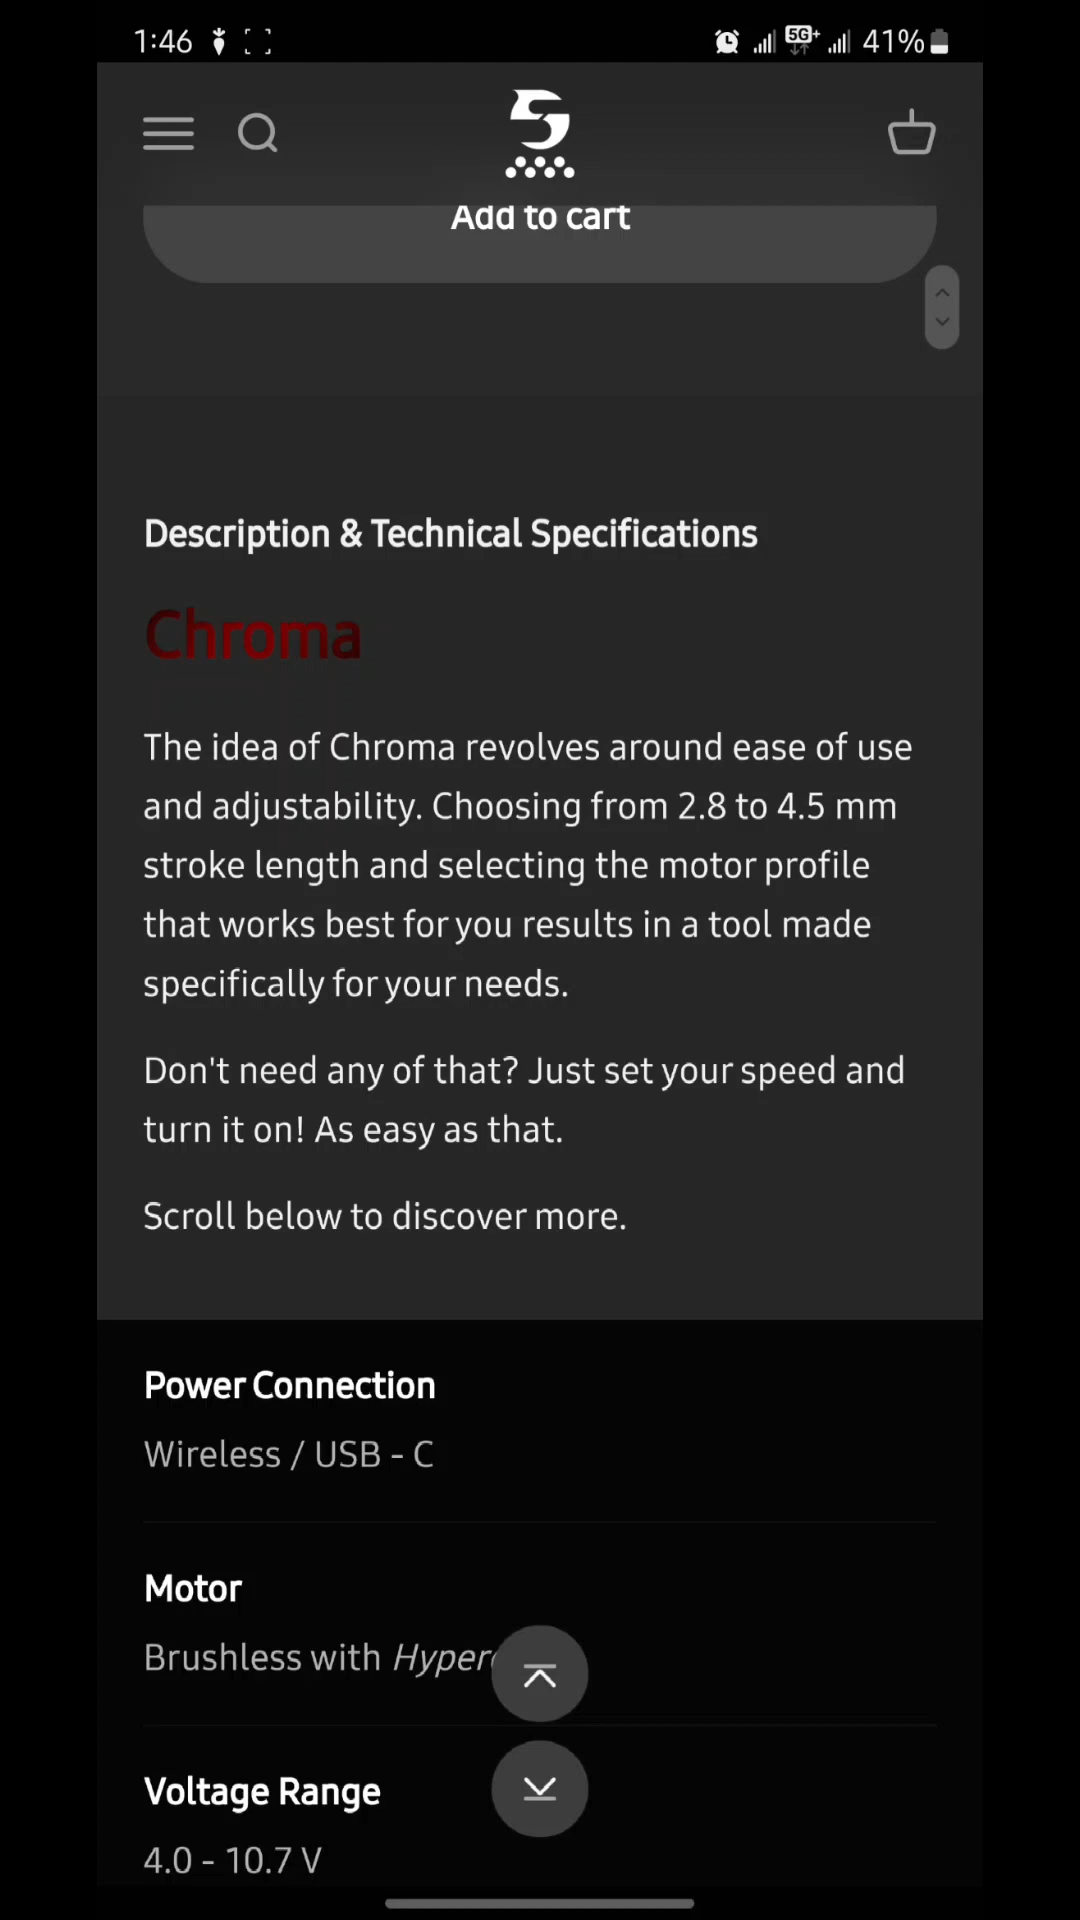 1:46
5G+
41%
Add to cart
Description & Technical Specifications
Chroma
The idea of Chroma revolves around ease of use
and adjustability. Choosing from 2.8 to 4.5 mm
stroke length and selecting the motor profile
that works best for you results in a tool made
specifically for your needs.
Don't need any of that? Just set your speed and
turn it on! As easy as that.
Scroll below to discover more.
Power Connection
Wireless / USB - C
Motor
Brushless with
Voltage Range
4.0 - 10.7 V